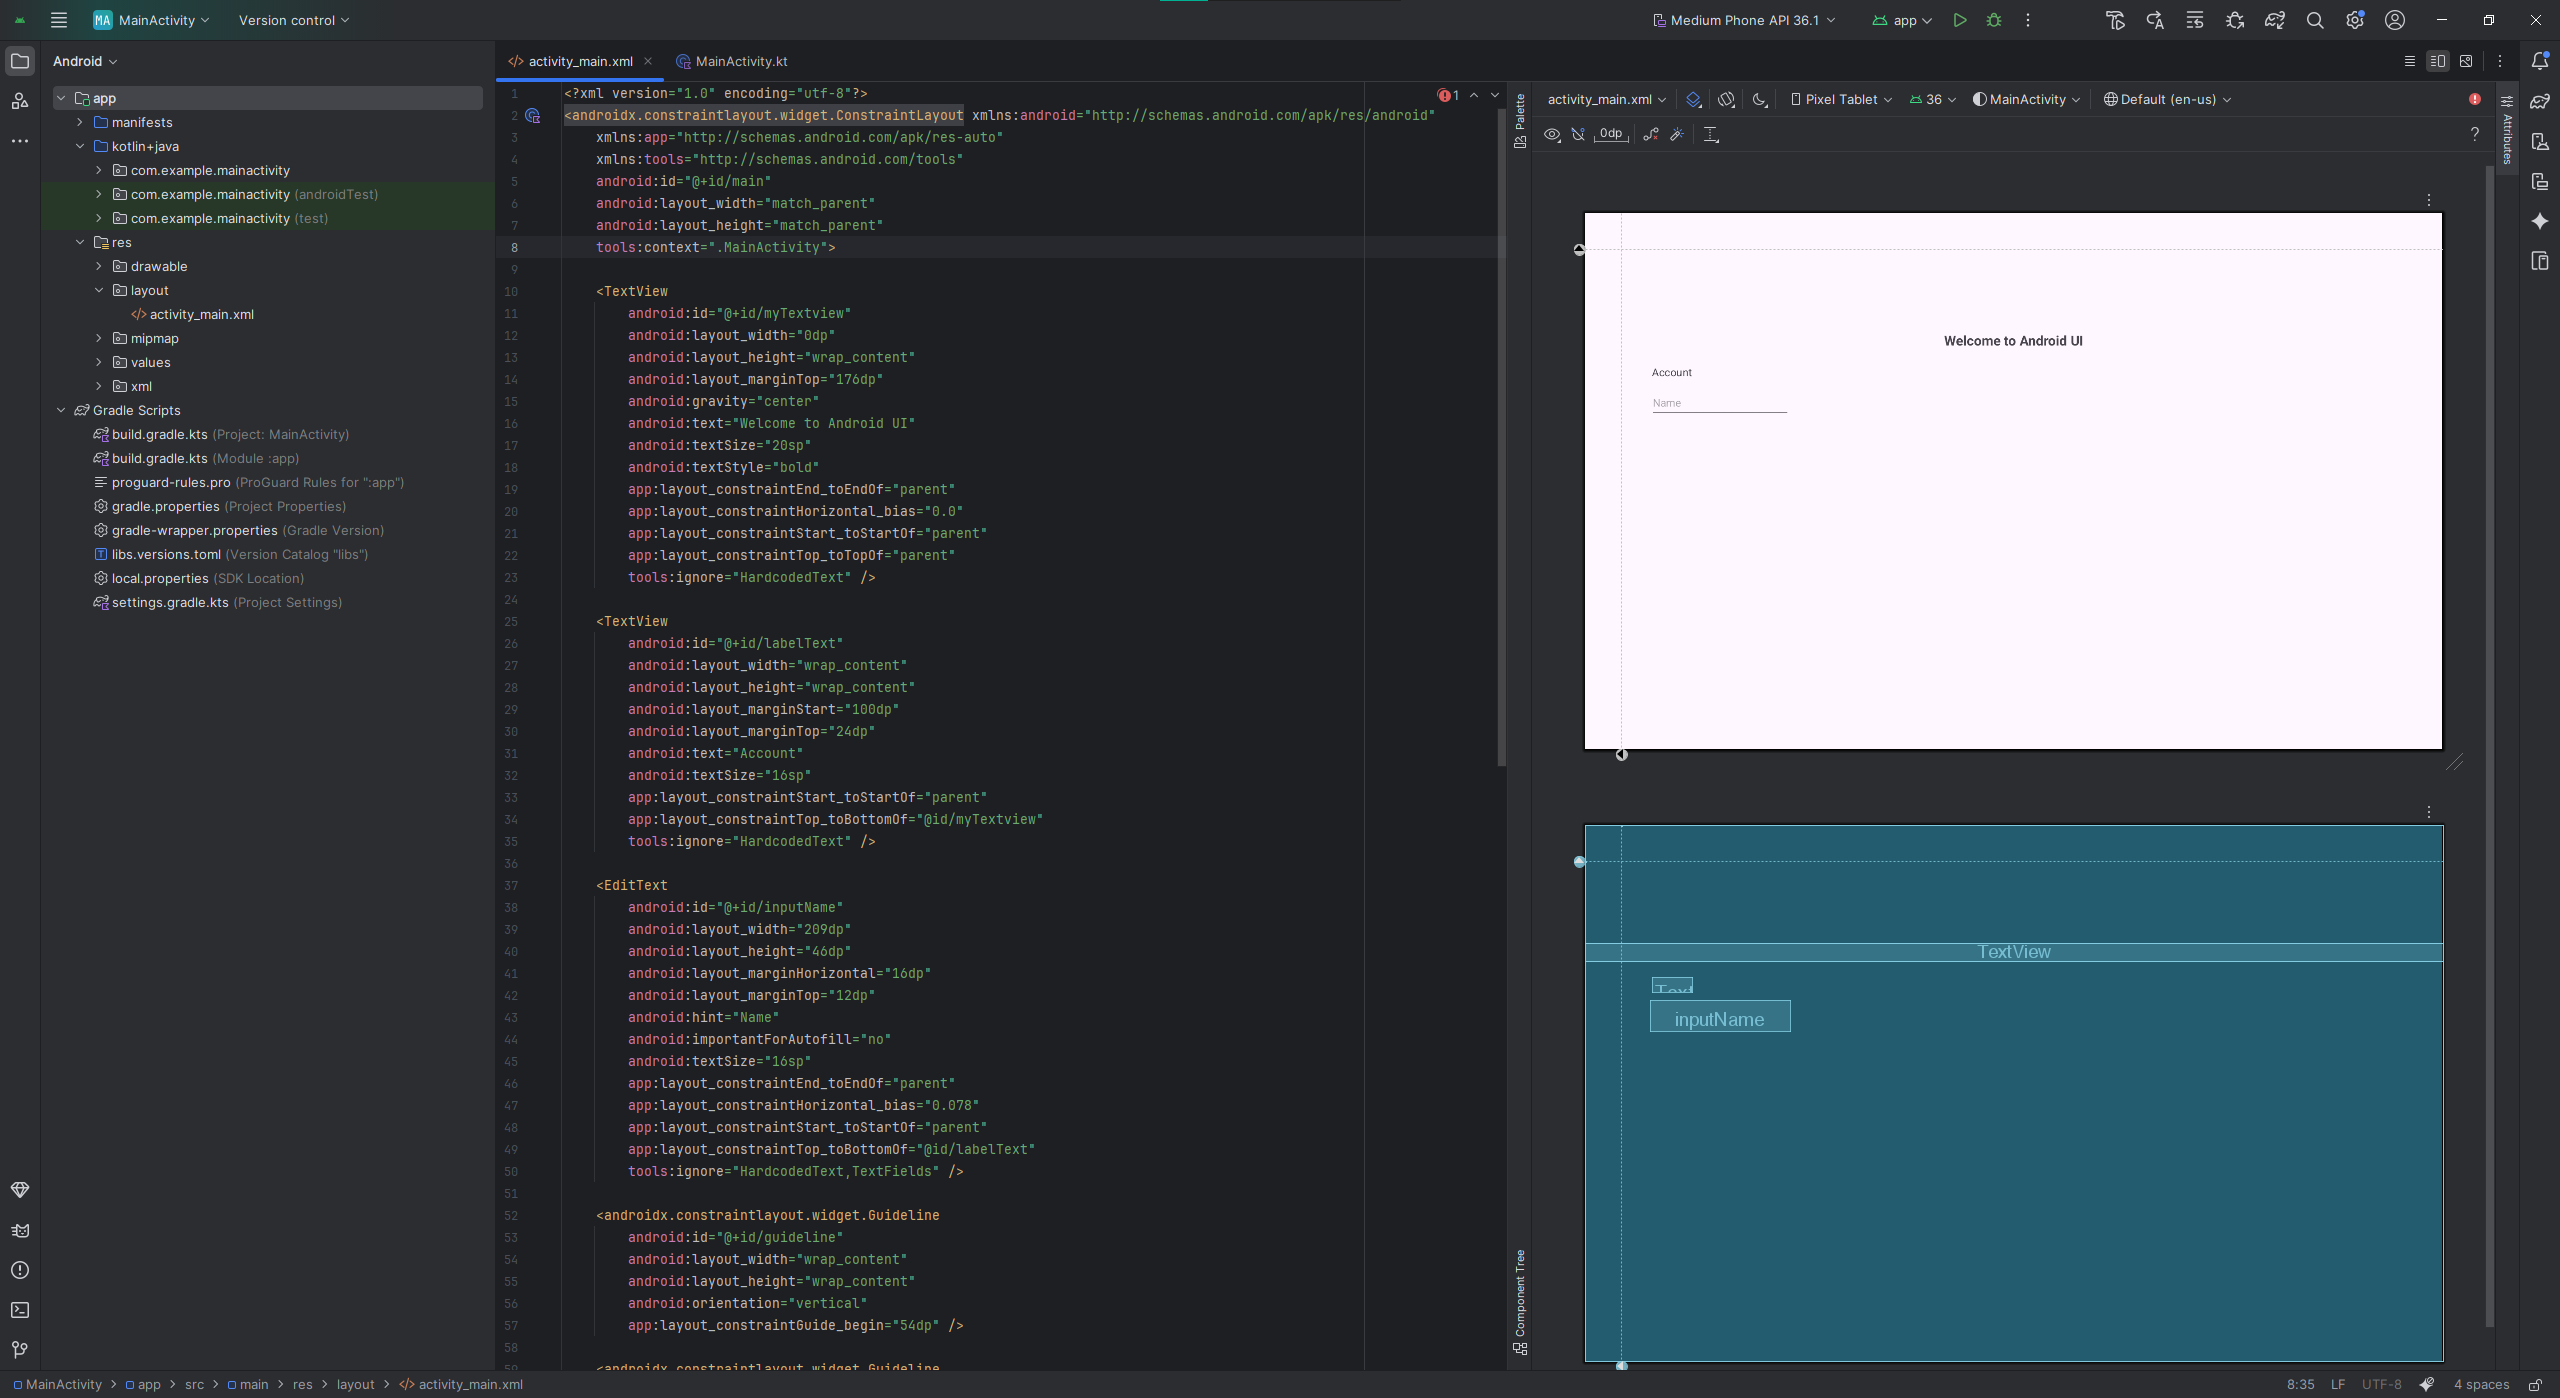 MA MainActivity Version control Medium Phone API 36.1 app
Android
activity_main.xml
MainActivity.kt
app
manifests
kotlin+java
com.example.mainactivity
com.example.mainactivity (androidTest)
com.example.mainactivity (test)
res
drawable
layout
activity_main.xml
mipmap
values
xml
Gradle Scripts
build.gradle.kts (Project: MainActivity)
build.gradle.kts (Module :app)
proguard-rules.pro (ProGuard Rules for ":app")
gradle.properties (Project Properties)
gradle-wrapper.properties (Gradle Version)
libs.versions.toml (Version Catalog "libs")
local.properties (SDK Location)
settings.gradle.kts (Project Settings)
1 <?xml version="1.0" encoding="utf-8"?>
2 <androidx.constraintlayout.widget.ConstraintLayout xmlns:android="http://schemas.android.com/apk/res/android"
3 xmlns:app="http://schemas.android.com/apk/res-auto"
4 xmlns:tools="http://schemas.android.com/tools"
5 android:id="@+id/main"
6 android:layout_width="match_parent"
7 android:layout_height="match_parent"
8 tools:context=".MainActivity">
9
10 <TextView
11 android:id="@+id/myTextview"
12 android:layout_width="0dp"
13 android:layout_height="wrap_content"
14 android:layout_marginTop="176dp"
15 android:gravity="center"
16 android:text="Welcome to Android UI"
17 android:textSize="20sp"
18 android:textStyle="bold"
19 app:layout_constraintEnd_toEndOf="parent"
20 app:layout_constraintHorizontal_bias="0.0"
21 app:layout_constraintStart_toStartOf="parent"
22 app:layout_constraintTop_toTopOf="parent"
23 tools:ignore="HardcodedText" />
24
25 <TextView
26 android:id="@+id/labelText"
27 android:layout_width="wrap_content"
28 android:layout_height="wrap_content"
29 android:layout_marginStart="100dp"
30 android:layout_marginTop="24dp"
31 android:text="Account"
32 android:textSize="16sp"
33 app:layout_constraintStart_toStartOf="parent"
34 app:layout_constraintTop_toBottomOf="@id/myTextview"
35 tools:ignore="HardcodedText" />
36
37 <EditText
38 android:id="@+id/inputName"
39 android:layout_width="209dp"
40 android:layout_height="46dp"
41 android:layout_marginHorizontal="16dp"
42 android:layout_marginTop="12dp"
43 android:hint="Name"
44 android:importantForAutofill="no"
45 android:textSize="16sp"
46 app:layout_constraintEnd_toEndOf="parent"
47 app:layout_constraintHorizontal_bias="0.078"
48 app:layout_constraintStart_toStartOf="parent"
49 app:layout_constraintTop_toBottomOf="@id/labelText"
50 tools:ignore="HardcodedText,TextFields" />
51
52 <androidx.constraintlayout.widget.Guideline
53 android:id="@+id/guideline"
54 android:layout_width="wrap_content"
55 android:layout_height="wrap_content"
56 android:orientation="vertical"
57 app:layout_constraintGuide_begin="54dp" />
58
59 <androidx.constraintlayout.widget.Guideline
1
Palette
Component Tree
activity_main.xml Pixel Tablet 36 MainActivity Default (en-us)
0dp ?
Attributes
Welcome to Android UI
Account
Name
TextView
Text
inputName
MainActivity > app > src > main > res > layout > activity_main.xml
8:35 LF UTF-8 4 spaces